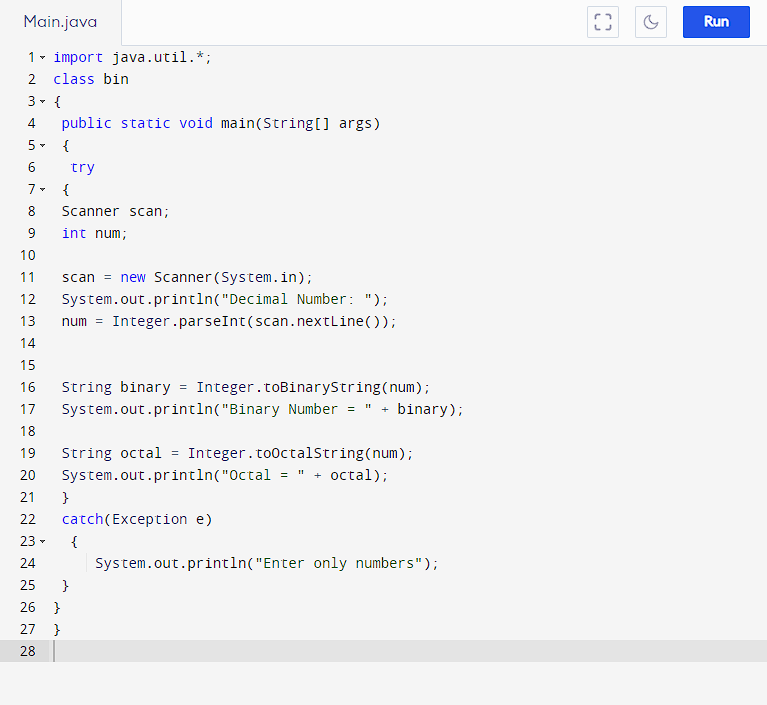 Main.java
Run
1 import java.util.*;
2 class bin
3 {
4 public static void main(String[] args)
5 {
6 try
7 {
8 Scanner scan;
9 int num;
10
11 scan = new Scanner(System.in);
12 System.out.println("Decimal Number: ");
13 num = Integer.parseInt(scan.nextLine());
14
15
16 String binary = Integer.toBinaryString(num);
17 System.out.println("Binary Number = " + binary);
18
19 String octal = Integer.toOctalString(num);
20 System.out.println("Octal = " + octal);
21 }
22 catch(Exception e)
23 {
24 System.out.println("Enter only numbers");
25 }
26 }
27 }
28